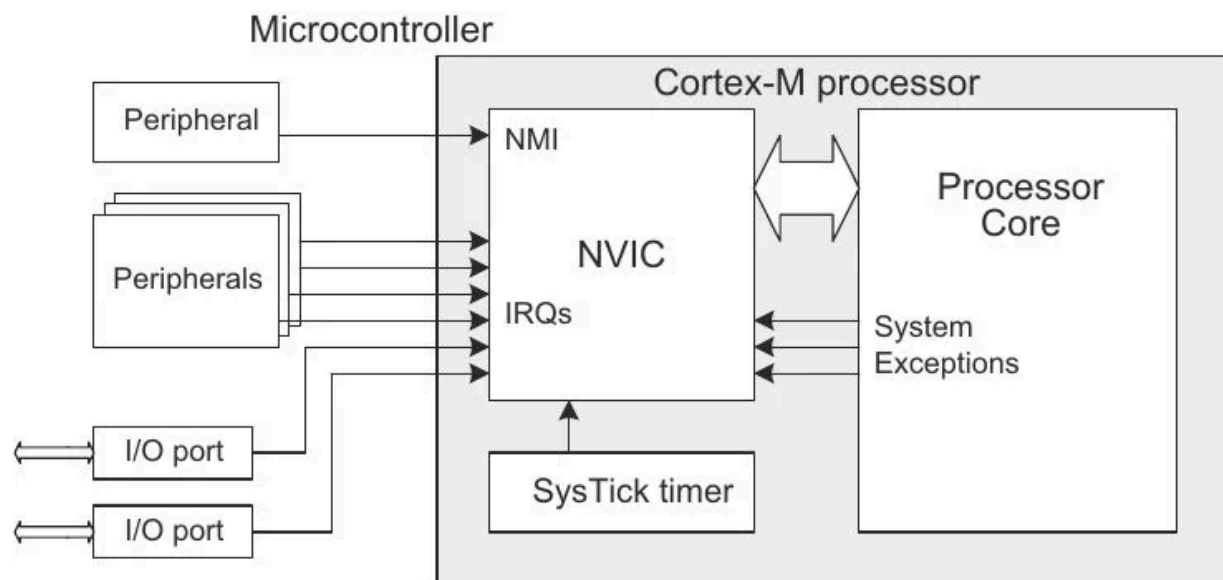 Microcontroller
Cortex-M processor
Peripheral
NMI
Processor
Core
NVIC
Peripherals
IRQs
System
Exceptions
I/O port
SysTick timer
I/O port